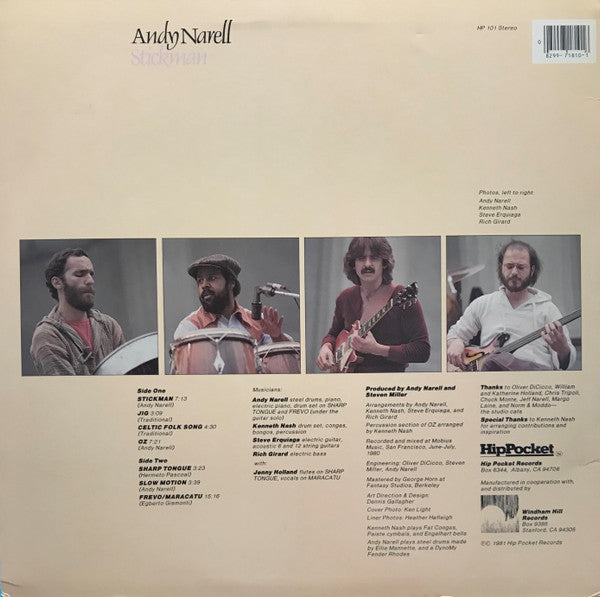 Andy Narell
Stickman
HP 101 Stereo
0
8299-71810-1
Photos, left to right:
Andy Narell
Kenneth Nash
Steve Erquiaga
Rich Girard
Side One
STICKMAN 7:13
(Andy Narell)
JIG 3:09
(Traditional)
CELTIC FOLK SONG 4:30
(Traditional)
OZ 7:21
(Andy Narell)
Side Two
SHARP TONGUE 3:23
(Hermeto Pascoal)
SLOW MOTION 3:39
(Andy Narell)
FREVO/MARACATU 15:16
(Egberto Gismonti)
Musicians:
Andy Narell steel drums, piano,
electric piano, drum set on SHARP
TONGUE and FREVO (under the
guitar solo)
Kenneth Nash drum set, congas,
bongos, percussion
Steve Erquiaga electric guitar,
acoustic 6 and 12 string guitars
Rich Girard electric bass
with:
Jenny Holland flutes on SHARP
TONGUE, vocals on MARACATU
Produced by Andy Narell and
Steven Miller
Arrangements by Andy Narell,
Kenneth Nash, Steve Erquiaga, and
Rich Girard
Percussion section of OZ arranged by
Kenneth Nash
Recorded and mixed at Mobius
Music, San Francisco, June-July,
1980
Engineering: Oliver DiCicco, Steven
Miller, Andy Narell
Mastered by George Horn at
Fantasy Studios, Berkeley
Art Direction & Design:
Dennis Gallagher
Cover Photo: Ken Light
Liner Photos: Heather Hafleigh
Kenneth Nash plays Fat Congas,
Paiste cymbals, and Engelhart bells
Andy Narell plays steel drums made
by Ellie Mannette, and a DynoMy
Fender Rhodes
Thanks to Oliver DiCicco, William
and Katherine Holland, Chris Tripoli,
Chuck Monte, Jeff Narell, Margo
Laine, and Norm & Modda—
the studio cats
Special Thanks to Kenneth Nash
for arranging contributions and
inspiration
HipPocket
Hip Pocket Records
Box 6344, Albany, CA 94706
Manufactured in cooperation with,
and distributed by
Windham Hill
Records
Box 9388
Stanford, CA 94305
©℗ 1981 Hip Pocket Records